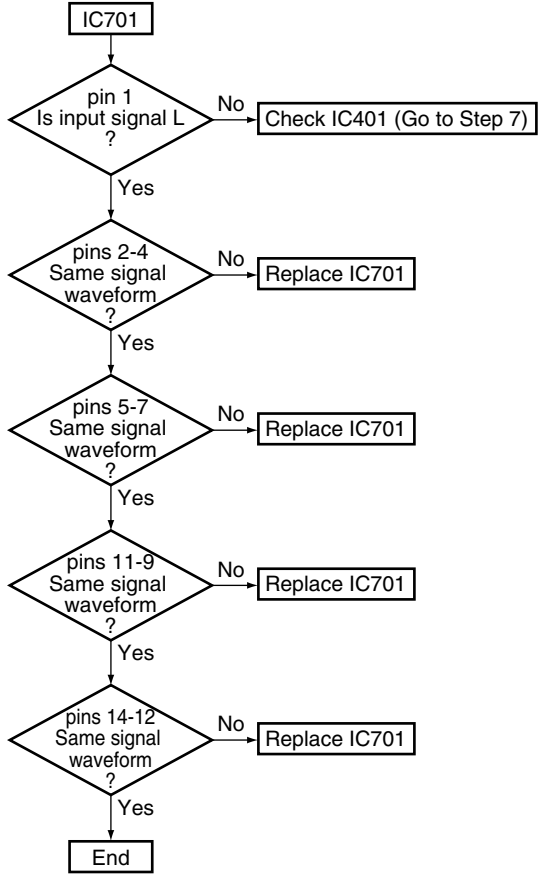 IC701
pin 1
Is input signal L
?
No
Check IC401 (Go to Step 7)
Yes
pins 2-4
Same signal
waveform
?
No
Replace IC701
Yes
pins 5-7
Same signal
waveform
?
No
Replace IC701
Yes
pins 11-9
Same signal
waveform
?
No
Replace IC701
Yes
pins 14-12
Same signal
waveform
?
No
Replace IC701
Yes
End